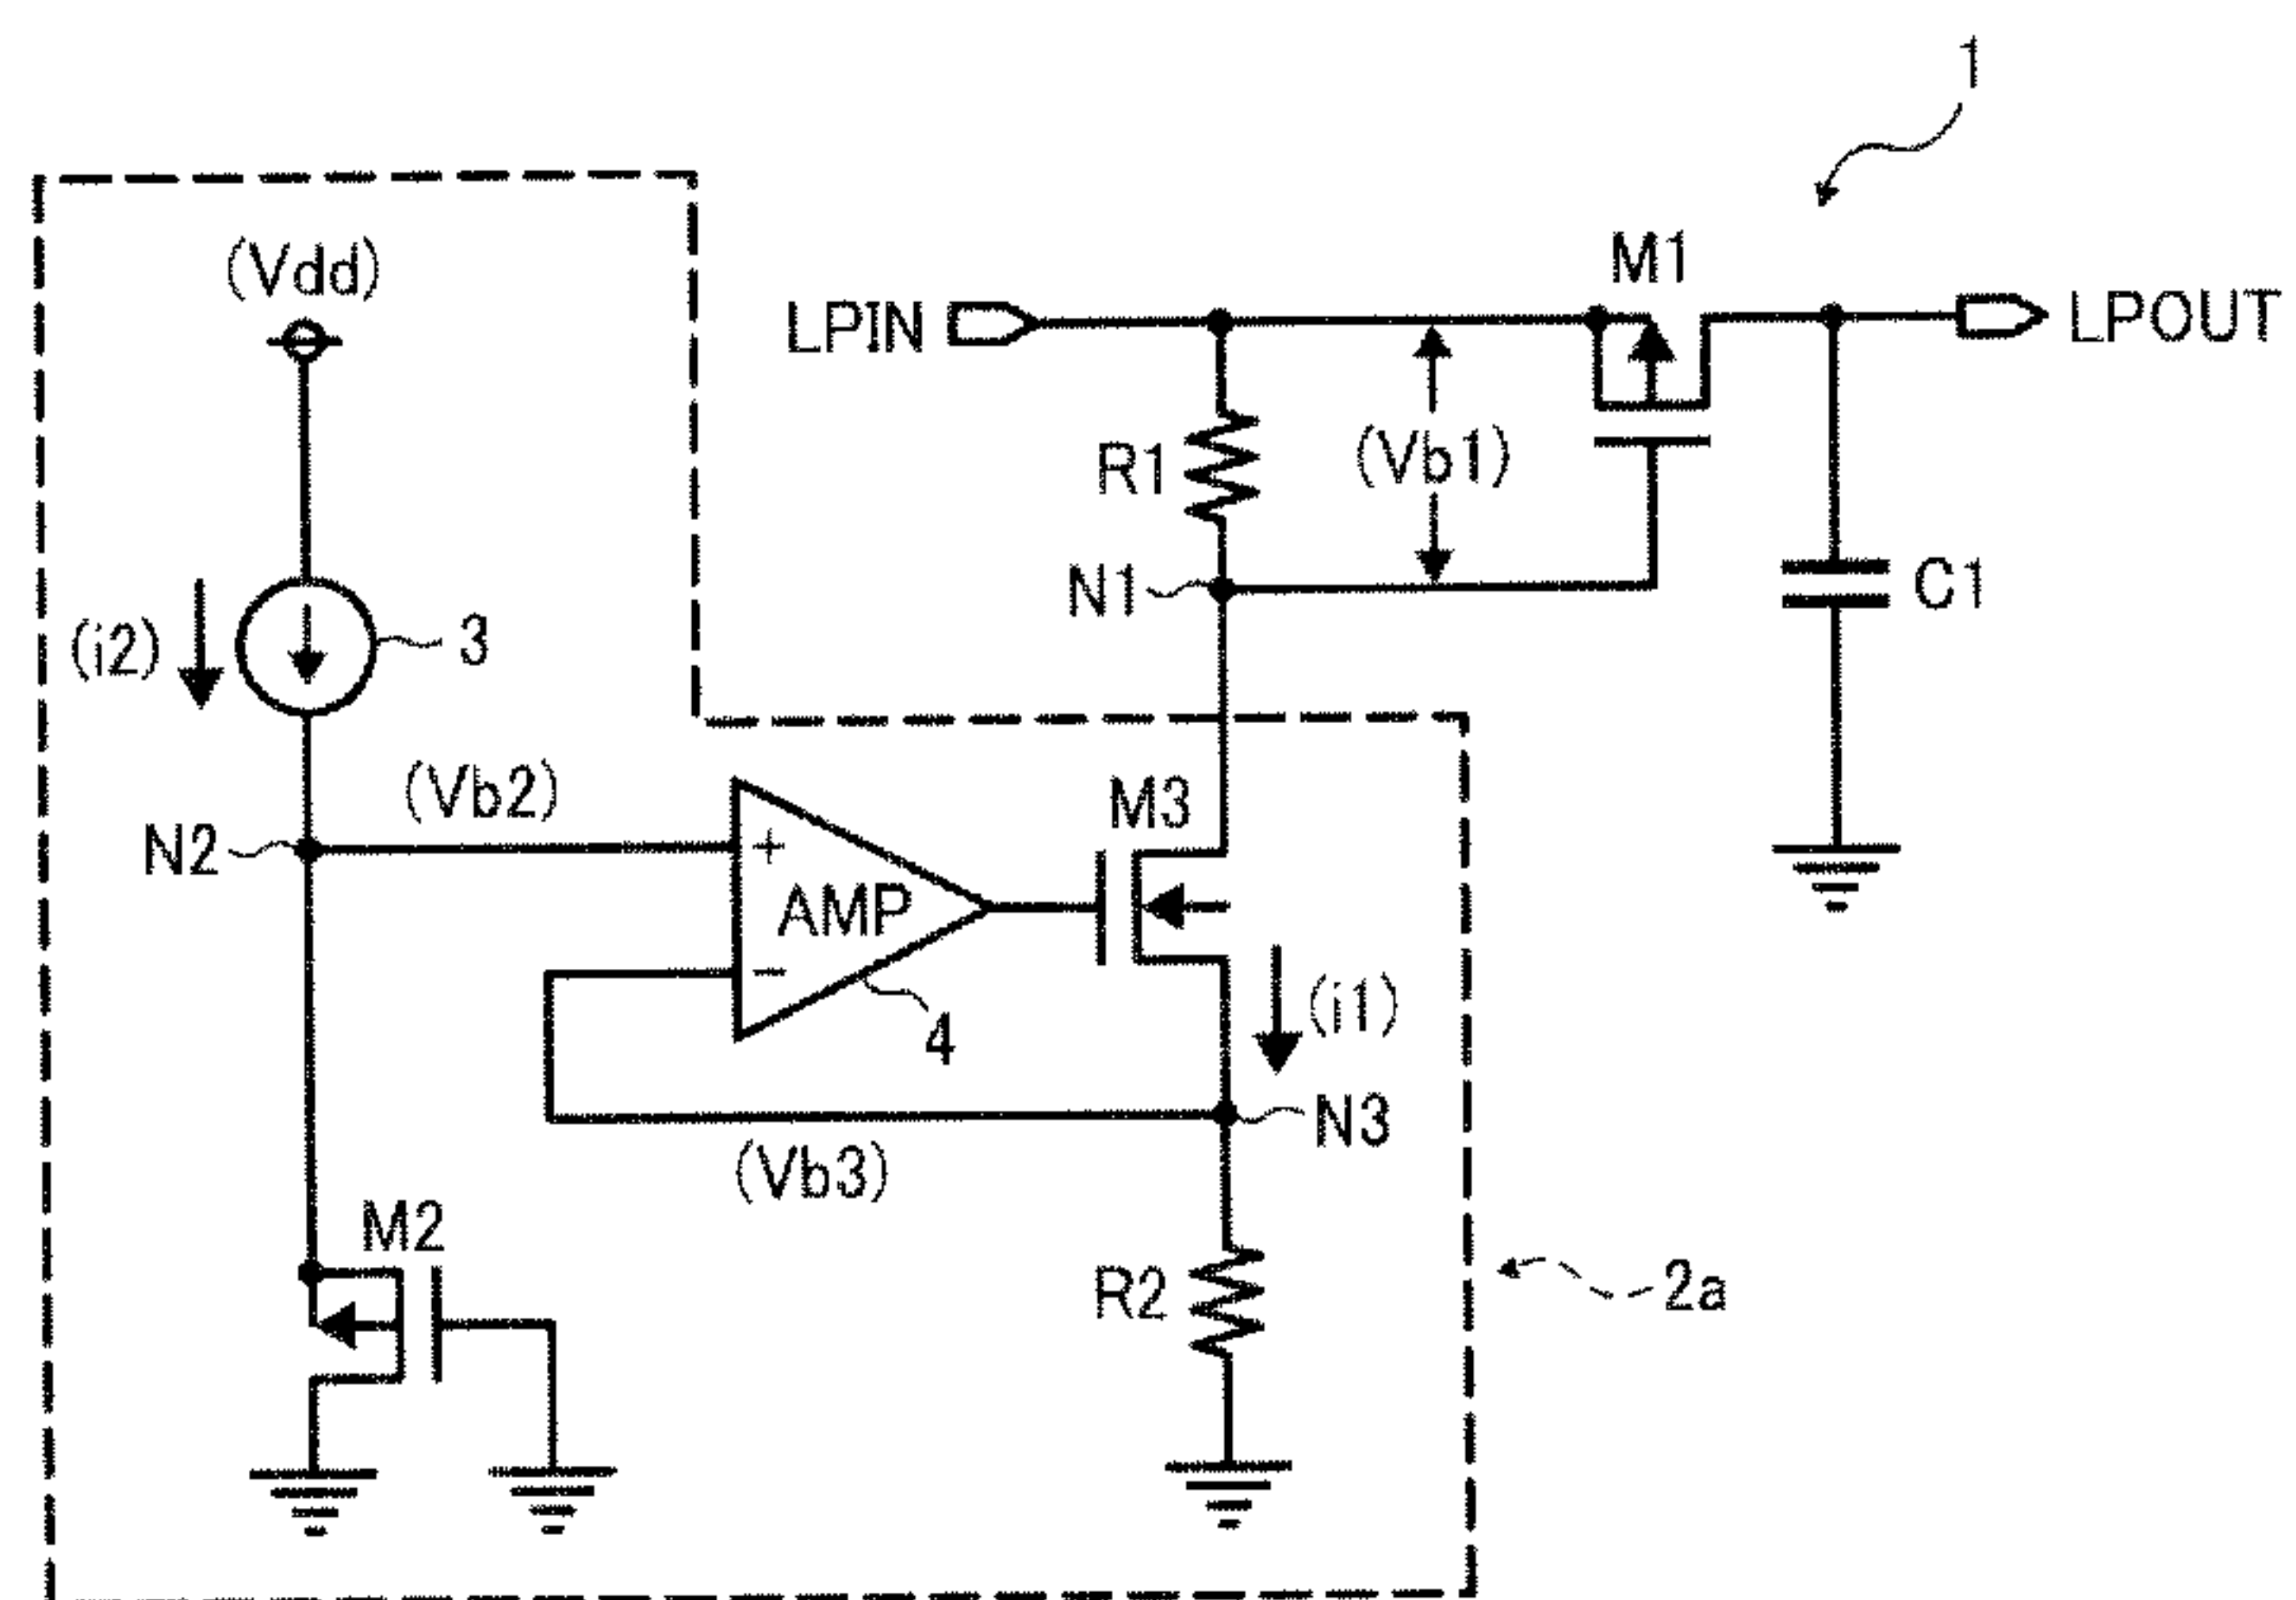 1
(Vdd)
M1
LPIN
LPOUT
R1
(Vb1)
N1
C1
(i2)
3
(Vb2)
M3
N2
+
AMP
−
(i1)
4
N3
(Vb3)
M2
R2
2a